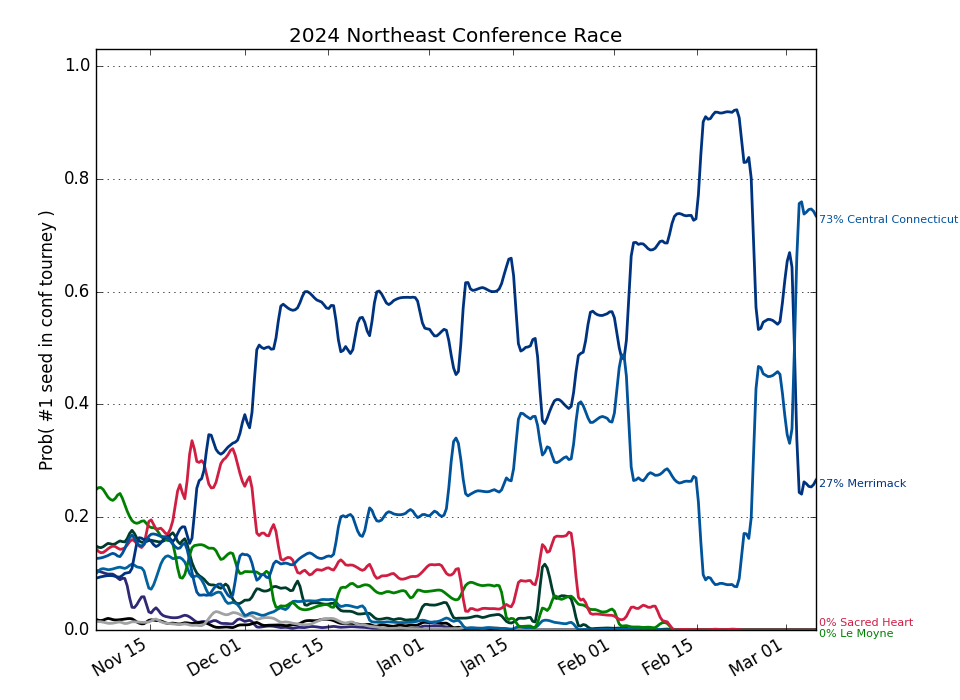 2024 Northeast Conference Race
Prob( #1 seed in conf tourney )
1.0
0.8
0.6
0.4
0.2
0.0
73% Central Connecticut
27% Merrimack
0% Sacred Heart
0% Le Moyne
Nov 15
Dec 01
Dec 15
Jan 01
Jan 15
Feb 01
Feb 15
Mar 01